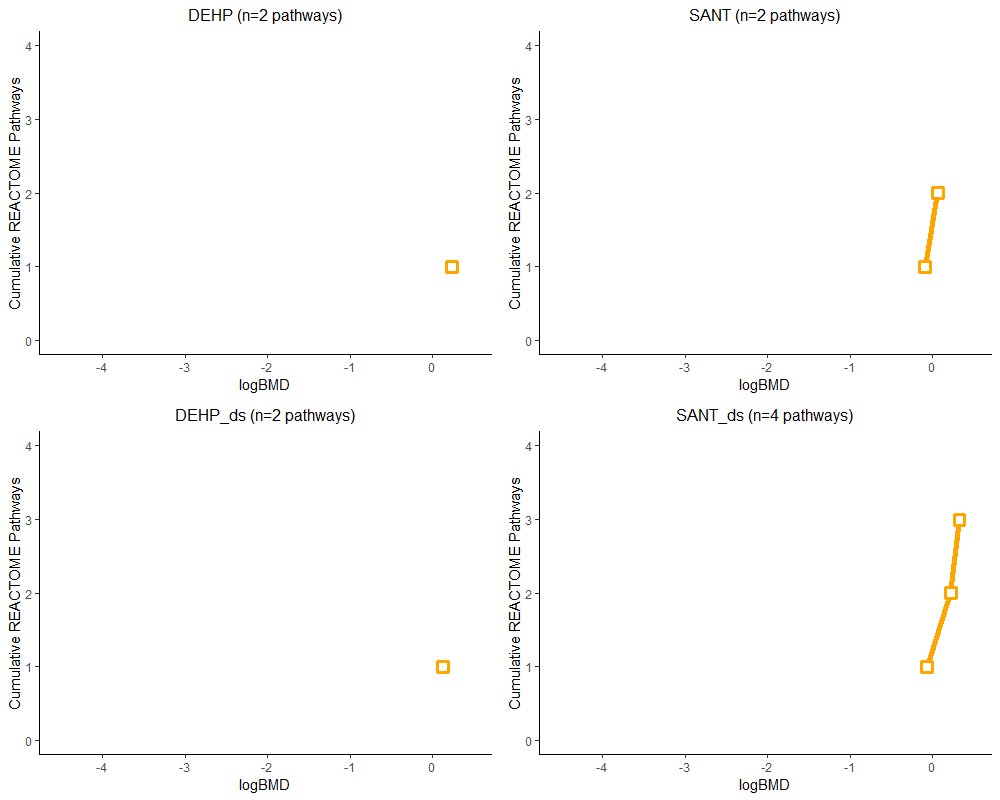 DEHP (n=2 pathways)
Cumulative REACTOME Pathways
4
3
2
1
0
-4 -3 -2 -1 0
logBMD
SANT (n=2 pathways)
Cumulative REACTOME Pathways
4
3
2
1
0
-4 -3 -2 -1 0
logBMD
DEHP_ds (n=2 pathways)
Cumulative REACTOME Pathways
4
3
2
1
0
-4 -3 -2 -1 0
logBMD
SANT_ds (n=4 pathways)
Cumulative REACTOME Pathways
4
3
2
1
0
-4 -3 -2 -1 0
logBMD